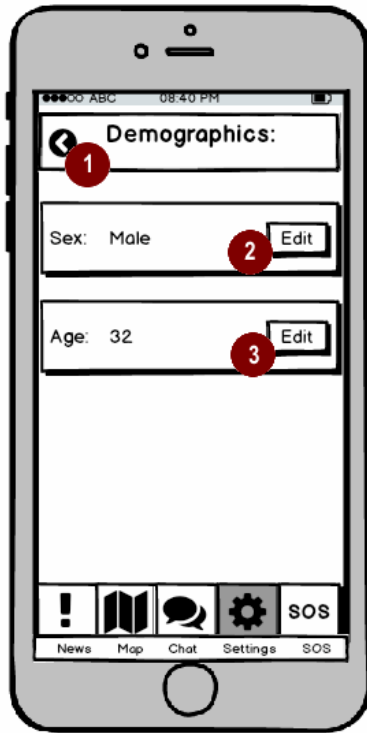 ABC 08:40 PM
Demographics:
1
Sex: Male Edit
2
Age: 32 Edit
3
! SOS
News Map Chat Settings SOS